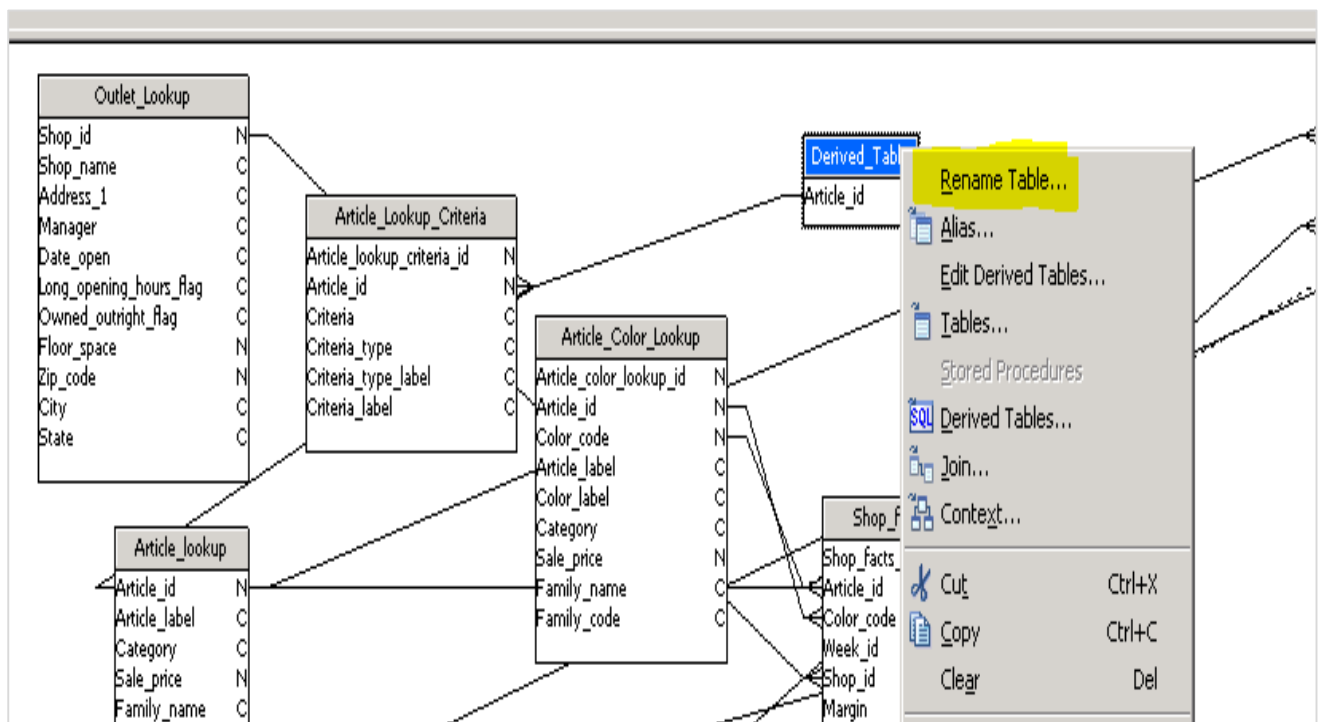 Outlet_Lookup
Shop_id N
Shop_name C
Address_1 C
Manager C
Date_open C
Long_opening_hours_flag C
Owned_outright_flag C
Floor_space N
Zip_code N
City C
State C
Article_Lookup_Criteria
Article_lookup_criteria_id N
Article_id N
Criteria C
Criteria_type C
Criteria_type_label C
Criteria_label C
Article_lookup
Article_id N
Article_label C
Category C
Sale_price N
Family_name C
Article_Color_Lookup
Article_color_lookup_id N
Article_id N
Color_code N
Article_label C
Color_label C
Category C
Sale_price N
Family_name C
Family_code C
Derived_Tabl
Article_id
Shop_f
Shop_facts_
Article_id
Color_code
Week_id
Shop_id
Margin
Rename Table...
Alias...
Edit Derived Tables...
Tables...
Stored Procedures
SQL Derived Tables...
Join...
Context...
Cut Ctrl+X
Copy Ctrl+C
Clear Del